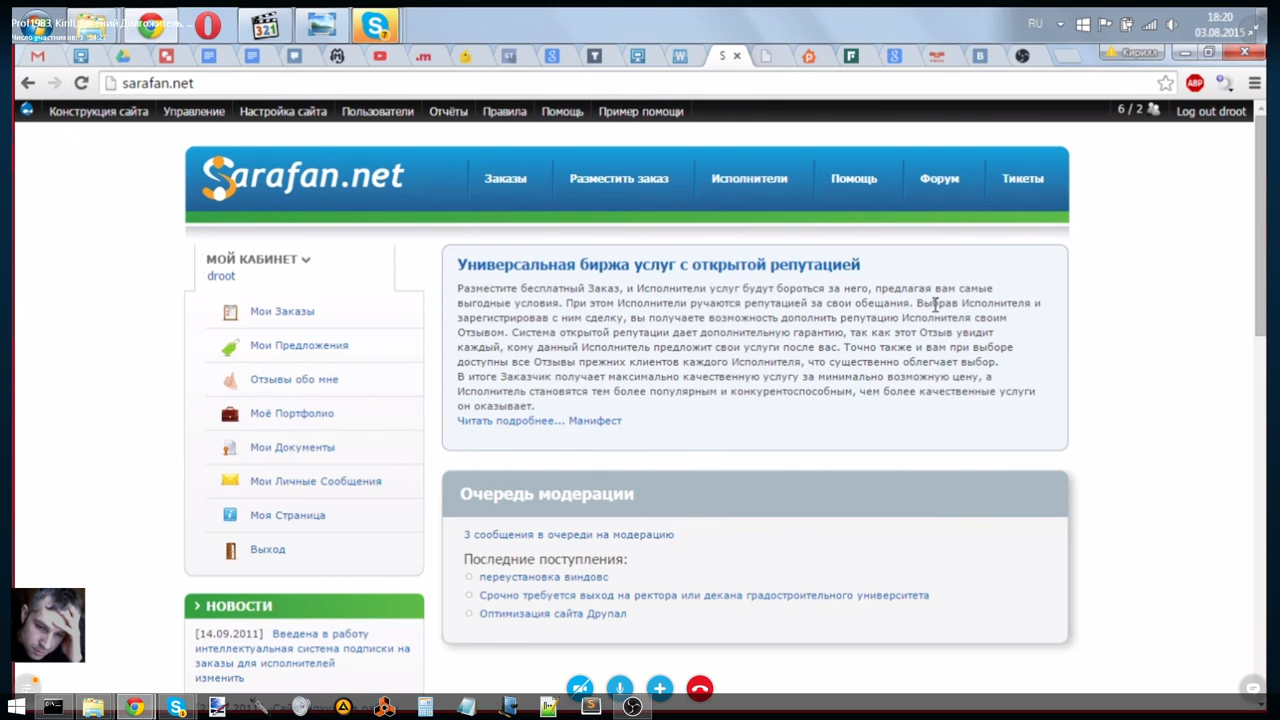 Prof1983, Kirill, Евгений Долгожитель, ...
Число участников: 3 54:27
RU
18:20
03.08.2015
S
Кирилл
sarafan.net
ABP
Конструкция сайта Управление Настройка сайта Пользователи Отчёты Правила Помощь Пример помощи
6 / 2
Log out droot
Sarafan.net
Заказы Разместить заказ Исполнители Помощь Форум Тикеты
МОЙ КАБИНЕТ
droot
Мои Заказы
Мои Предложения
Отзывы обо мне
Моё Портфолио
Мои Документы
Мои Личные Сообщения
Моя Страница
Выход
НОВОСТИ
[14.09.2011] Введена в работу
интеллектуальная система подписки на
заказы для исполнителей
изменить
Универсальная биржа услуг с открытой репутацией
Разместите бесплатный Заказ, и Исполнители услуг будут бороться за него, предлагая вам самые
выгодные условия. При этом Исполнители ручаются репутацией за свои обещания. Выбрав Исполнителя и
зарегистрировав с ним сделку, вы получаете возможность дополнить репутацию Исполнителя своим
Отзывом. Система открытой репутации дает дополнительную гарантию, так как этот Отзыв увидит
каждый, кому данный Исполнитель предложит свои услуги после вас. Точно также и вам при выборе
доступны все Отзывы прежних клиентов каждого Исполнителя, что существенно облегчает выбор.
В итоге Заказчик получает максимально качественную услугу за минимально возможную цену, а
Исполнитель становятся тем более популярным и конкурентоспособным, чем более качественные услуги
он оказывает.
Читать подробнее... Манифест
Очередь модерации
3 сообщения в очереди на модерацию
Последние поступления:
переустановка виндовс
Срочно требуется выход на ректора или декана градостроительного университета
Оптимизация сайта Друпал